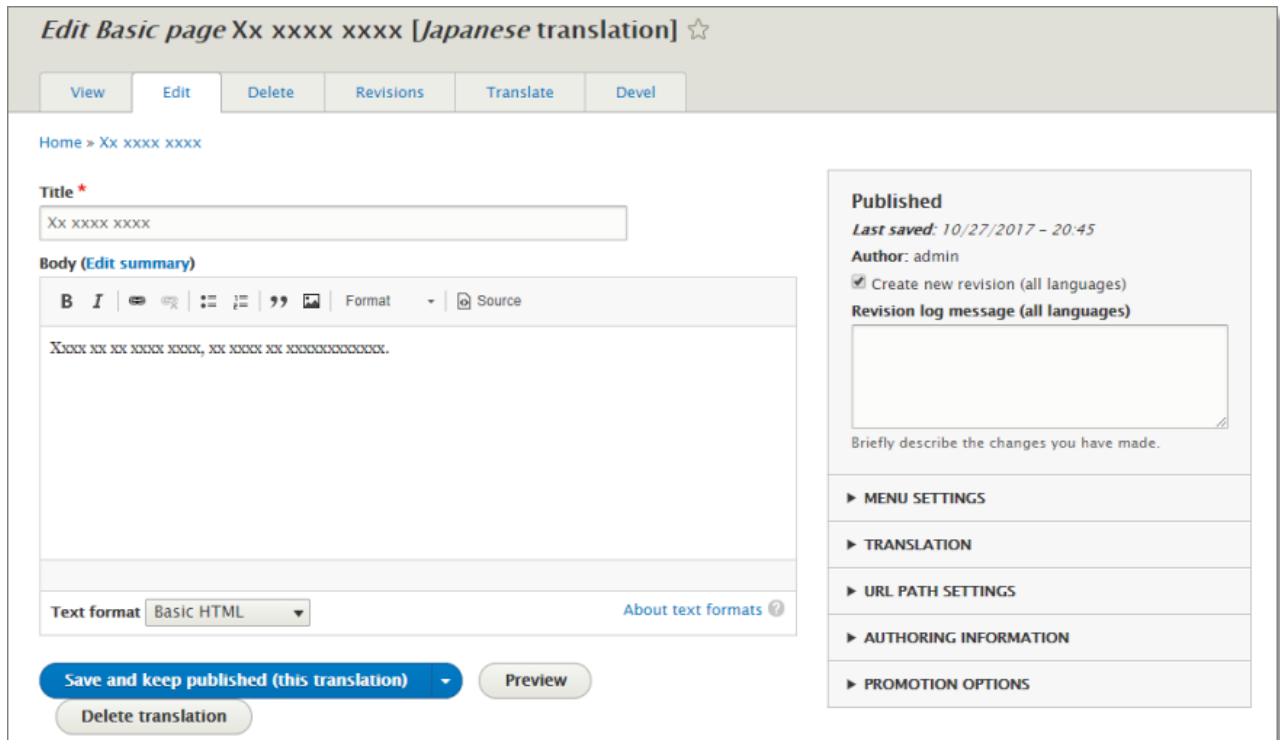 Edit Basic page Xx xxxx xxxx [Japanese translation]
View Edit Delete Revisions Translate Devel
Home » Xx xxxx xxxx
Title *
Xx xxxx xxxx
Body (Edit summary)
B I Format Source
Xxxx xx xx xxxx xxxx, xx xxxx xx xxxxxxxxxxxx.
Text format Basic HTML
About text formats ?
Save and keep published (this translation)
Preview
Delete translation
Published
Last saved: 10/27/2017 – 20:45
Author: admin
Create new revision (all languages)
Revision log message (all languages)
Briefly describe the changes you have made.
MENU SETTINGS
TRANSLATION
URL PATH SETTINGS
AUTHORING INFORMATION
PROMOTION OPTIONS